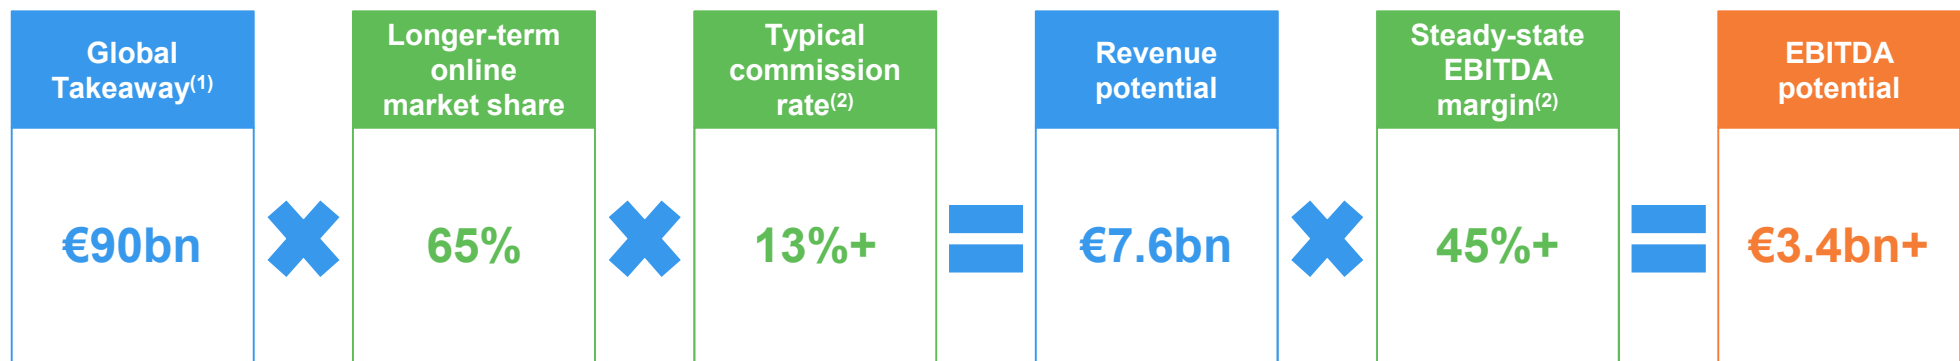 Global
Takeaway(1)
€90bn
Longer-term
online
market share
65%
Typical
commission
rate(2)
13%+
Revenue
potential
€7.6bn
Steady-state
EBITDA
margin(2)
45%+
EBITDA
potential
€3.4bn+